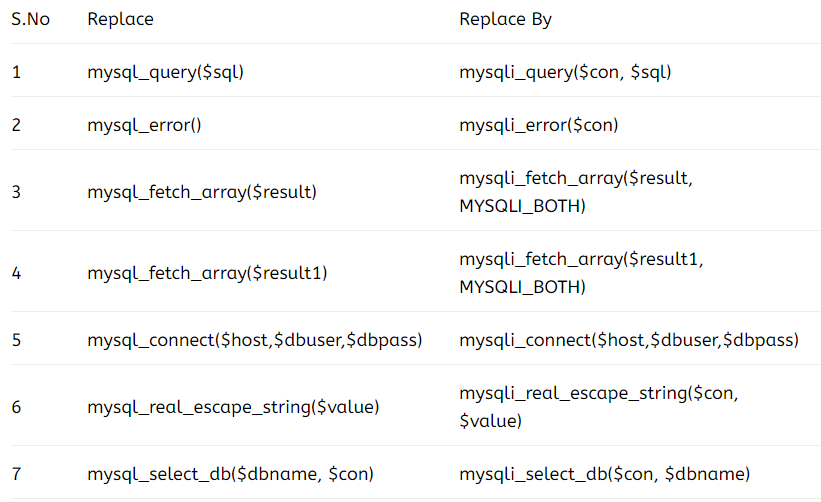 S.No Replace Replace By
1 mysql_query($sql) mysqli_query($con, $sql)
2 mysql_error() mysqli_error($con)
3 mysql_fetch_array($result) mysqli_fetch_array($result,
MYSQLI_BOTH)
4 mysql_fetch_array($result1) mysqli_fetch_array($result1,
MYSQLI_BOTH)
5 mysql_connect($host,$dbuser,$dbpass) mysqli_connect($host,$dbuser,$dbpass)
6 mysql_real_escape_string($value) mysqli_real_escape_string($con,
$value)
7 mysql_select_db($dbname, $con) mysqli_select_db($con, $dbname)